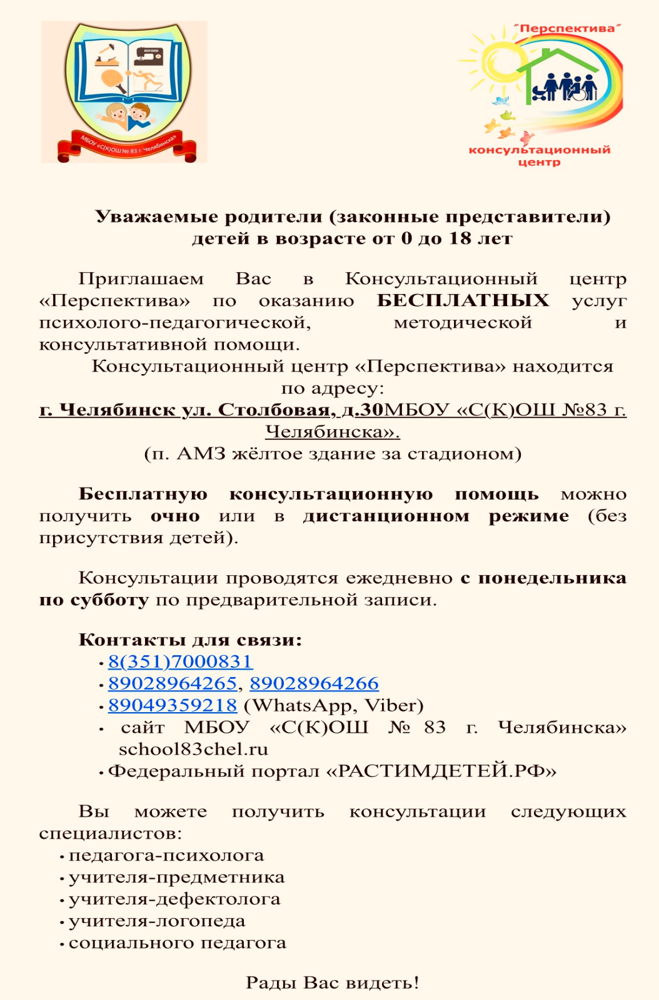 МБОУ «С(К)ОШ № 83 г. Челябинска»
"Перспектива"
консультационный
центр
Уважаемые родители (законные представители)
детей в возрасте от 0 до 18 лет
Приглашаем Вас в Консультационный центр
«Перспектива» по оказанию БЕСПЛАТНЫХ услуг
психолого-педагогической, методической и
консультативной помощи.
Консультационный центр «Перспектива» находится
по адресу:
г. Челябинск ул. Столбовая, д.30МБОУ «С(К)ОШ №83 г.
Челябинска».
(п. АМЗ жёлтое здание за стадионом)
Бесплатную консультационную помощь можно
получить очно или в дистанционном режиме (без
присутствия детей).
Консультации проводятся ежедневно с понедельника
по субботу по предварительной записи.
Контакты для связи:
• 8(351)7000831
• 89028964265, 89028964266
• 89049359218 (WhatsApp, Viber)
• сайт МБОУ «С(К)ОШ № 83 г. Челябинска»
school83chel.ru
• Федеральный портал «РАСТИМДЕТЕЙ.РФ»
Вы можете получить консультации следующих
специалистов:
• педагога-психолога
• учителя-предметника
• учителя-дефектолога
• учителя-логопеда
• социального педагога
Рады Вас видеть!